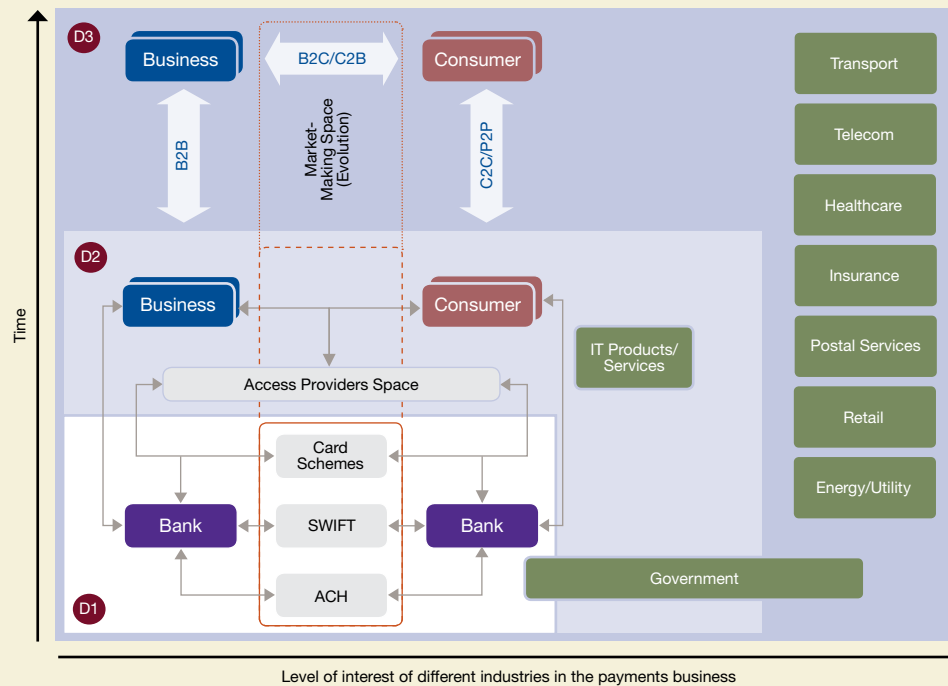 D3
Business
B2C/C2B
Consumer
Transport
B2B
Market-
Making Space
(Evolution)
C2C/P2P
Telecom
Healthcare
D2
Business
Consumer
Insurance
Time
IT Products/
Services
Postal Services
Access Providers Space
Retail
Card
Schemes
Energy/Utility
Bank
SWIFT
Bank
Government
ACH
D1
Level of interest of different industries in the payments business